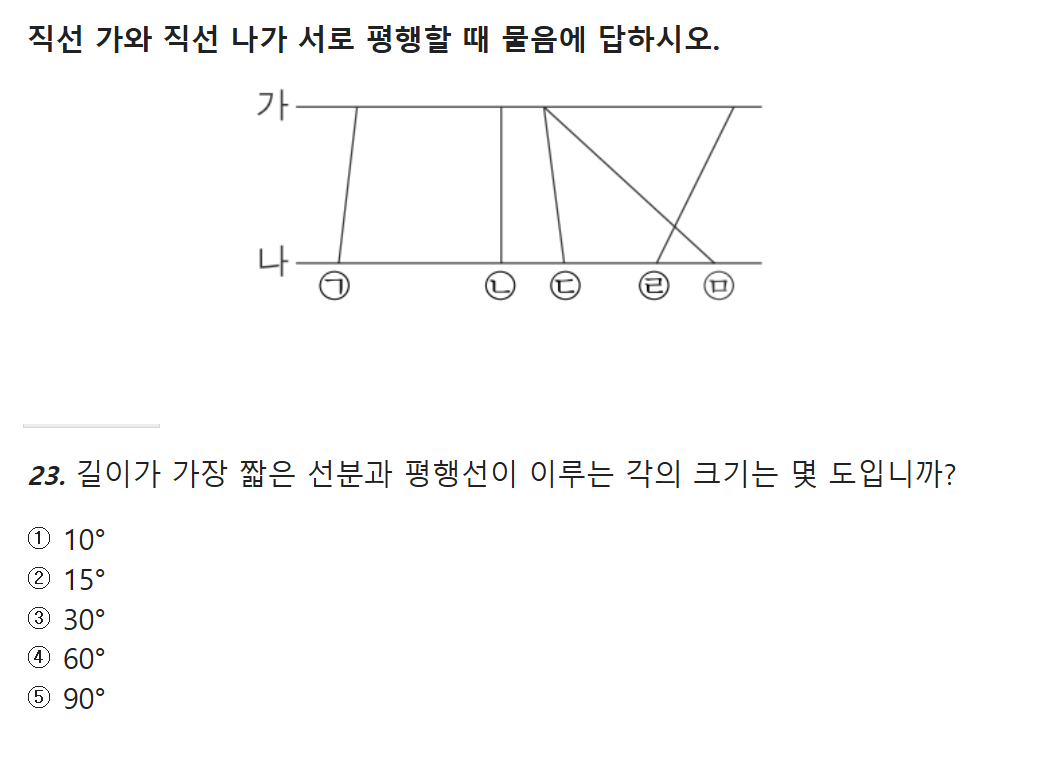 직선 가와 직선 나가 서로 평행할 때 물음에 답하시오.
가
나
㉠ ㉡ ㉢ ㉣ ㉤
23. 길이가 가장 짧은 선분과 평행선이 이루는 각의 크기는 몇 도입니까?
① 10°
② 15°
③ 30°
④ 60°
⑤ 90°